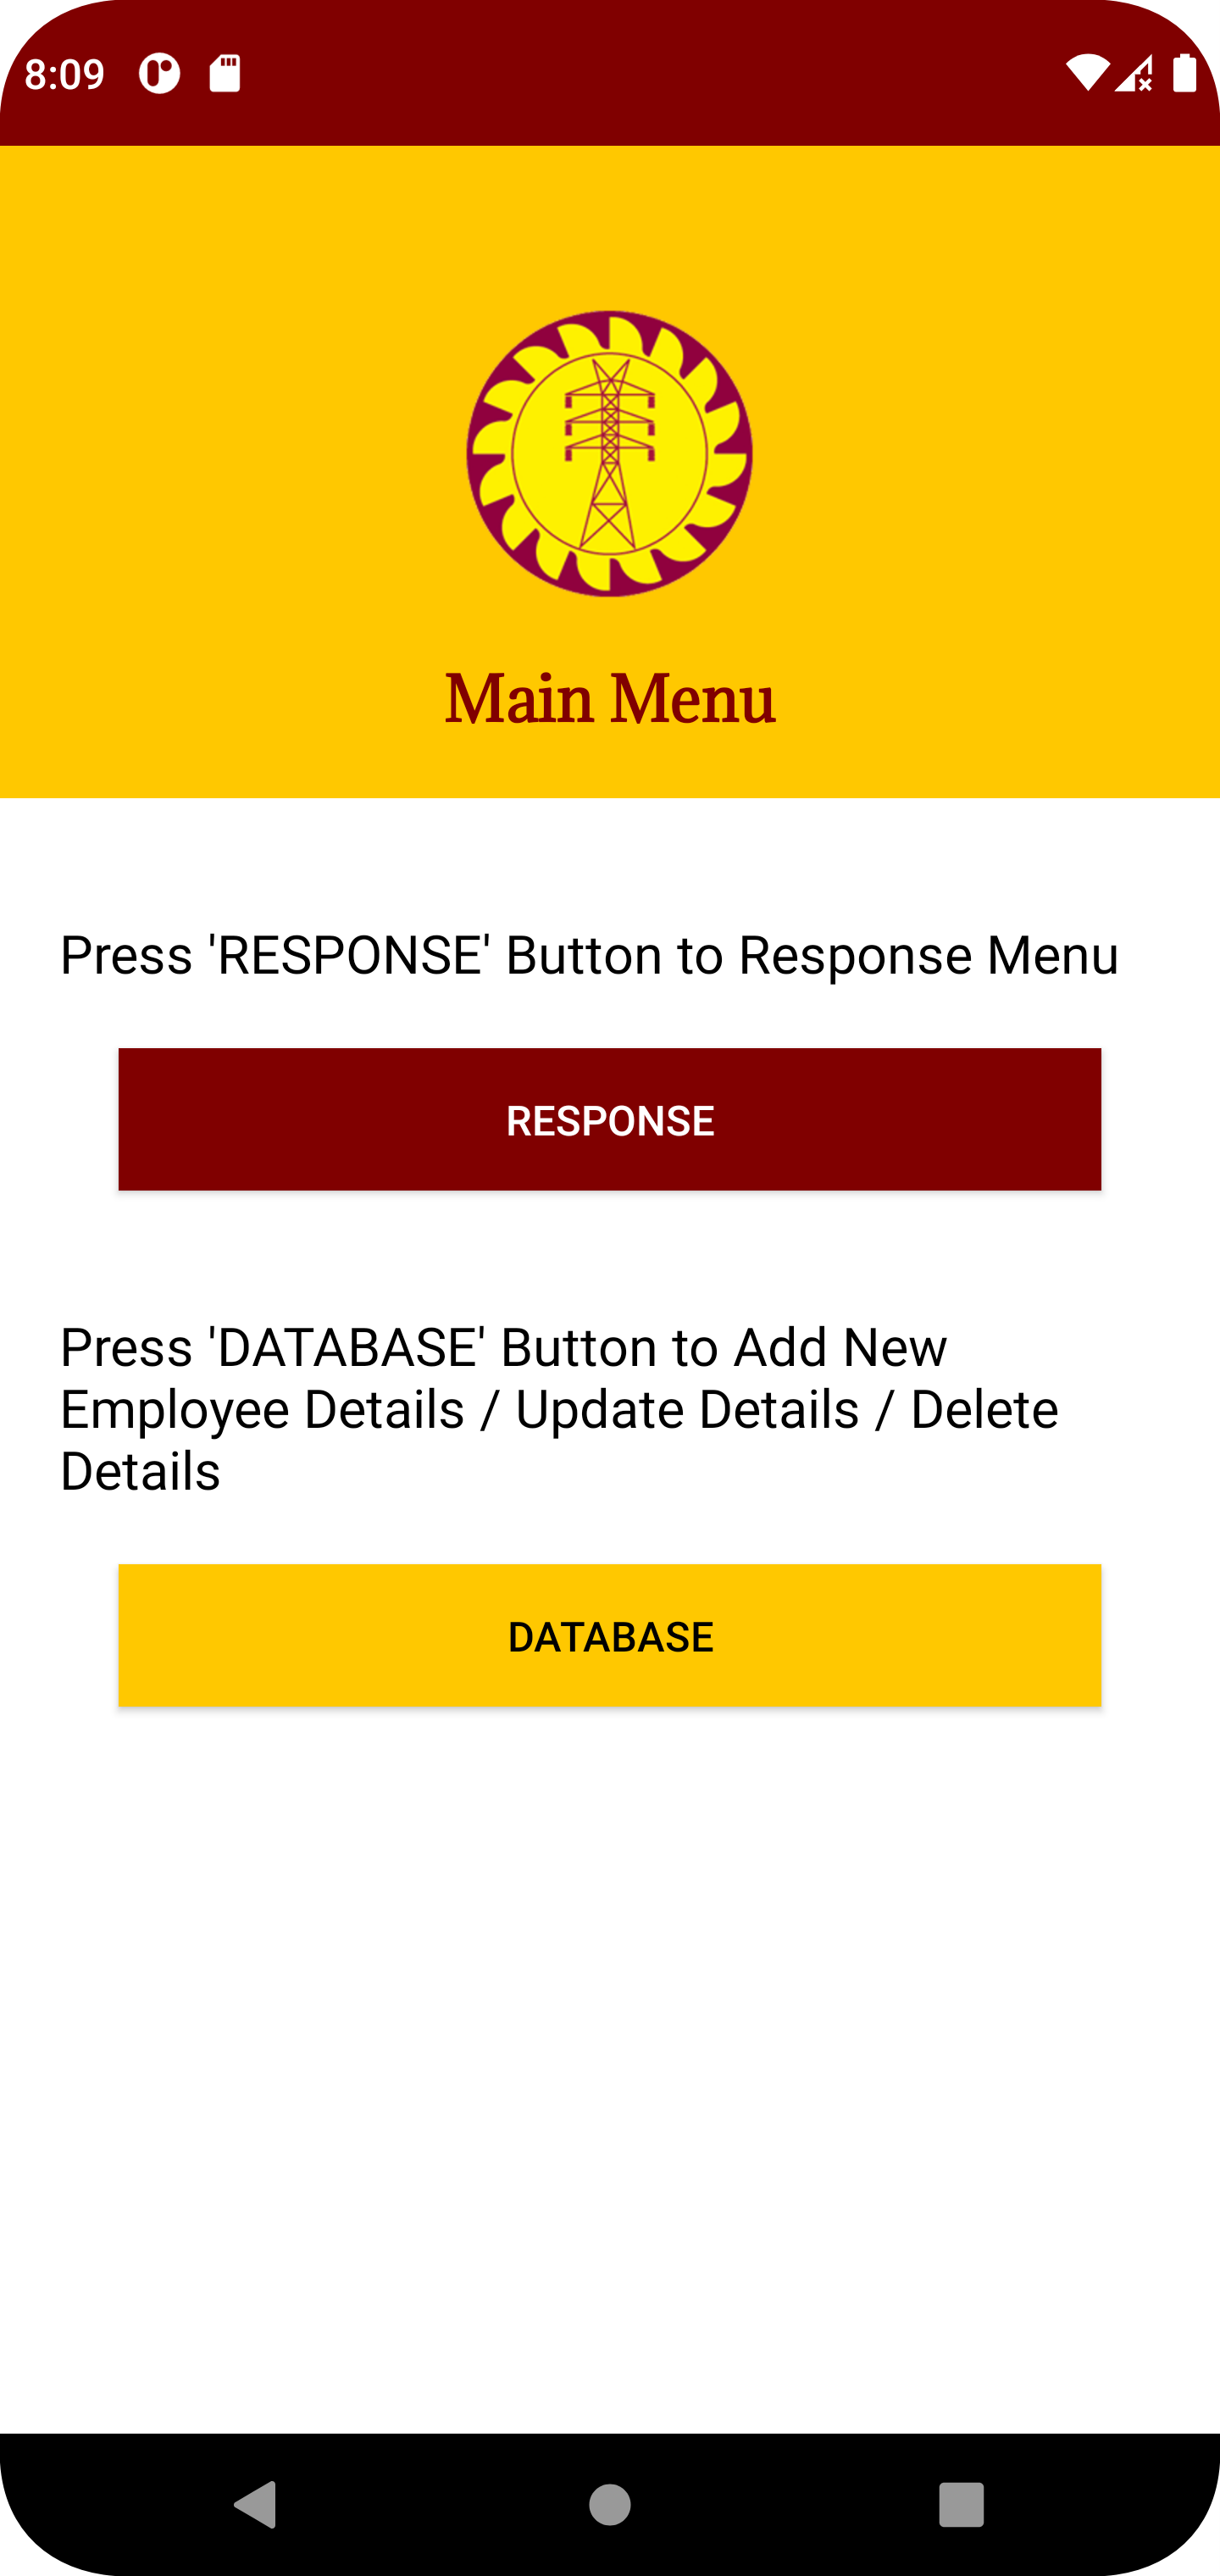 8:09
Main Menu
Press 'RESPONSE' Button to Response Menu
RESPONSE
Press 'DATABASE' Button to Add New
Employee Details / Update Details / Delete
Details
DATABASE